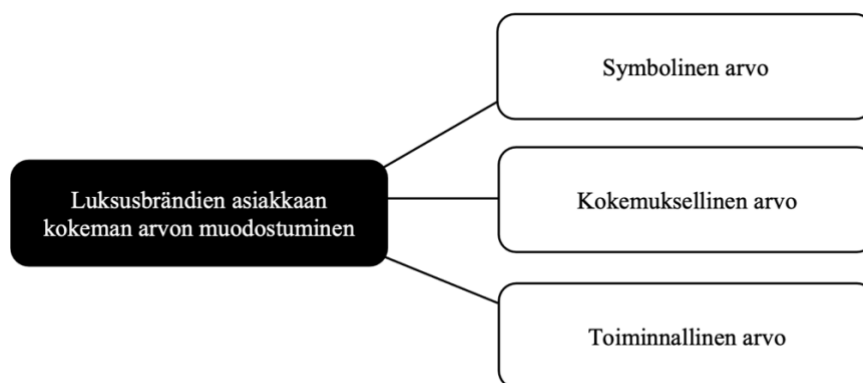 Symbolinen arvo
Luksusbrändien asiakkaan
kokeman arvon muodostuminen
Kokemuksellinen arvo
Toiminnallinen arvo